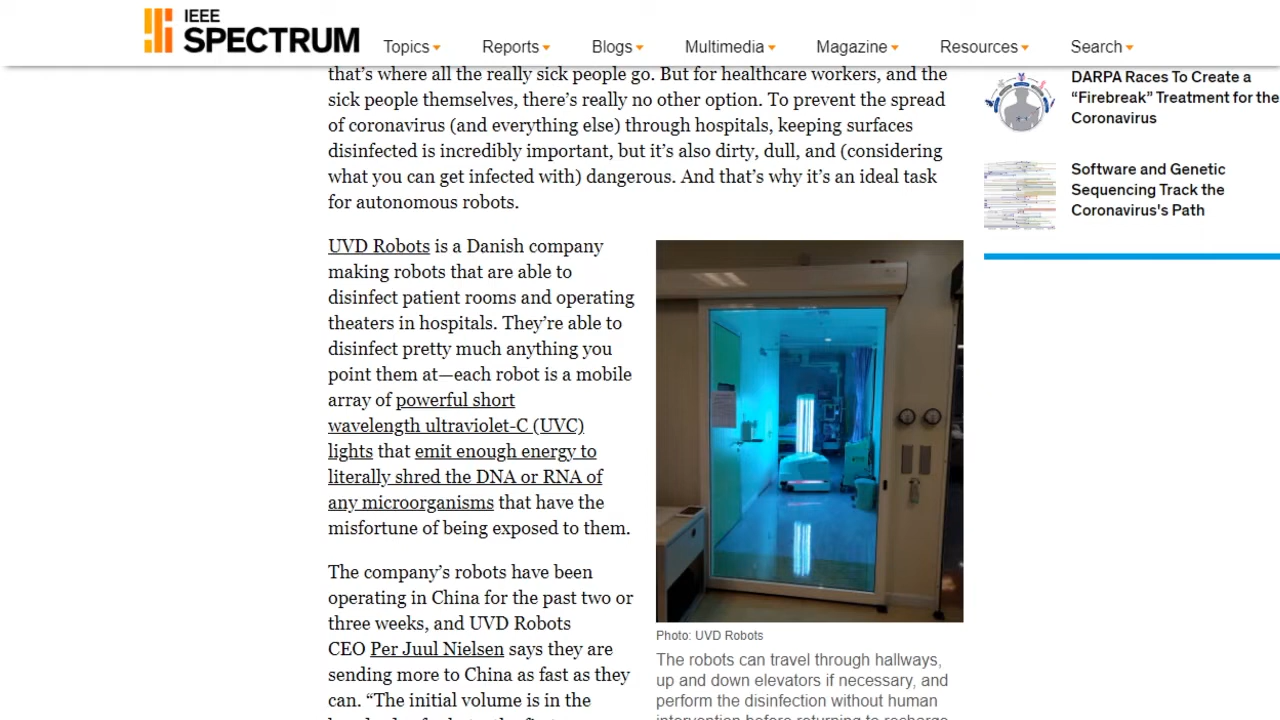 IEEE
SPECTRUM
Topics
Reports
Blogs
Multimedia
Magazine
Resources
Search
that’s where all the really sick people go. But for healthcare workers, and the
sick people themselves, there’s really no other option. To prevent the spread
of coronavirus (and everything else) through hospitals, keeping surfaces
disinfected is incredibly important, but it’s also dirty, dull, and (considering
what you can get infected with) dangerous. And that’s why it’s an ideal task
for autonomous robots.
UVD Robots is a Danish company
making robots that are able to
disinfect patient rooms and operating
theaters in hospitals. They’re able to
disinfect pretty much anything you
point them at—each robot is a mobile
array of powerful short
wavelength ultraviolet-C (UVC)
lights that emit enough energy to
literally shred the DNA or RNA of
any microorganisms that have the
misfortune of being exposed to them.
The company’s robots have been
operating in China for the past two or
three weeks, and UVD Robots
CEO Per Juul Nielsen says they are
sending more to China as fast as they
can. “The initial volume is in the
Photo: UVD Robots
The robots can travel through hallways,
up and down elevators if necessary, and
perform the disinfection without human
intervention before returning to recharge
DARPA Races To Create a
“Firebreak” Treatment for the
Coronavirus
Software and Genetic
Sequencing Track the
Coronavirus's Path